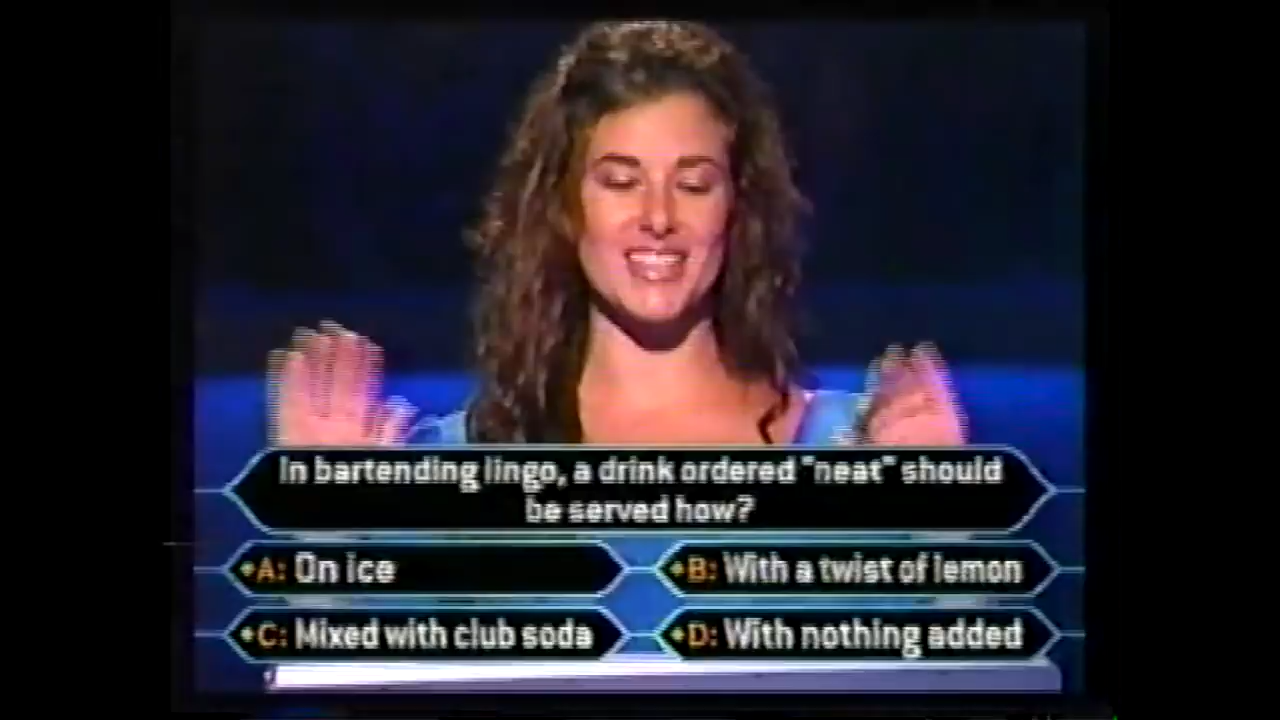 In bartending lingo, a drink ordered "neat" should
be served how?
A: On ice
B: With a twist of lemon
C: Mixed with club soda
D: With nothing added